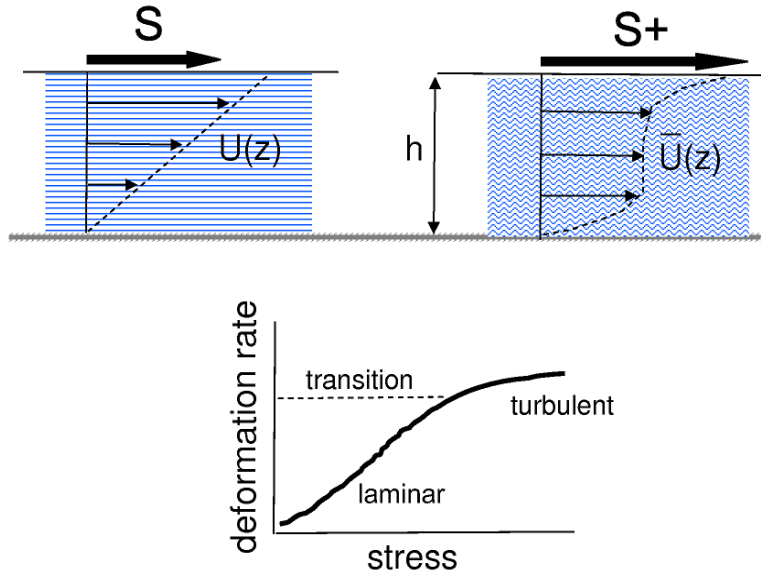 S
S+
U(z)
h
U̅(z)
deformation rate
transition
turbulent
laminar
stress